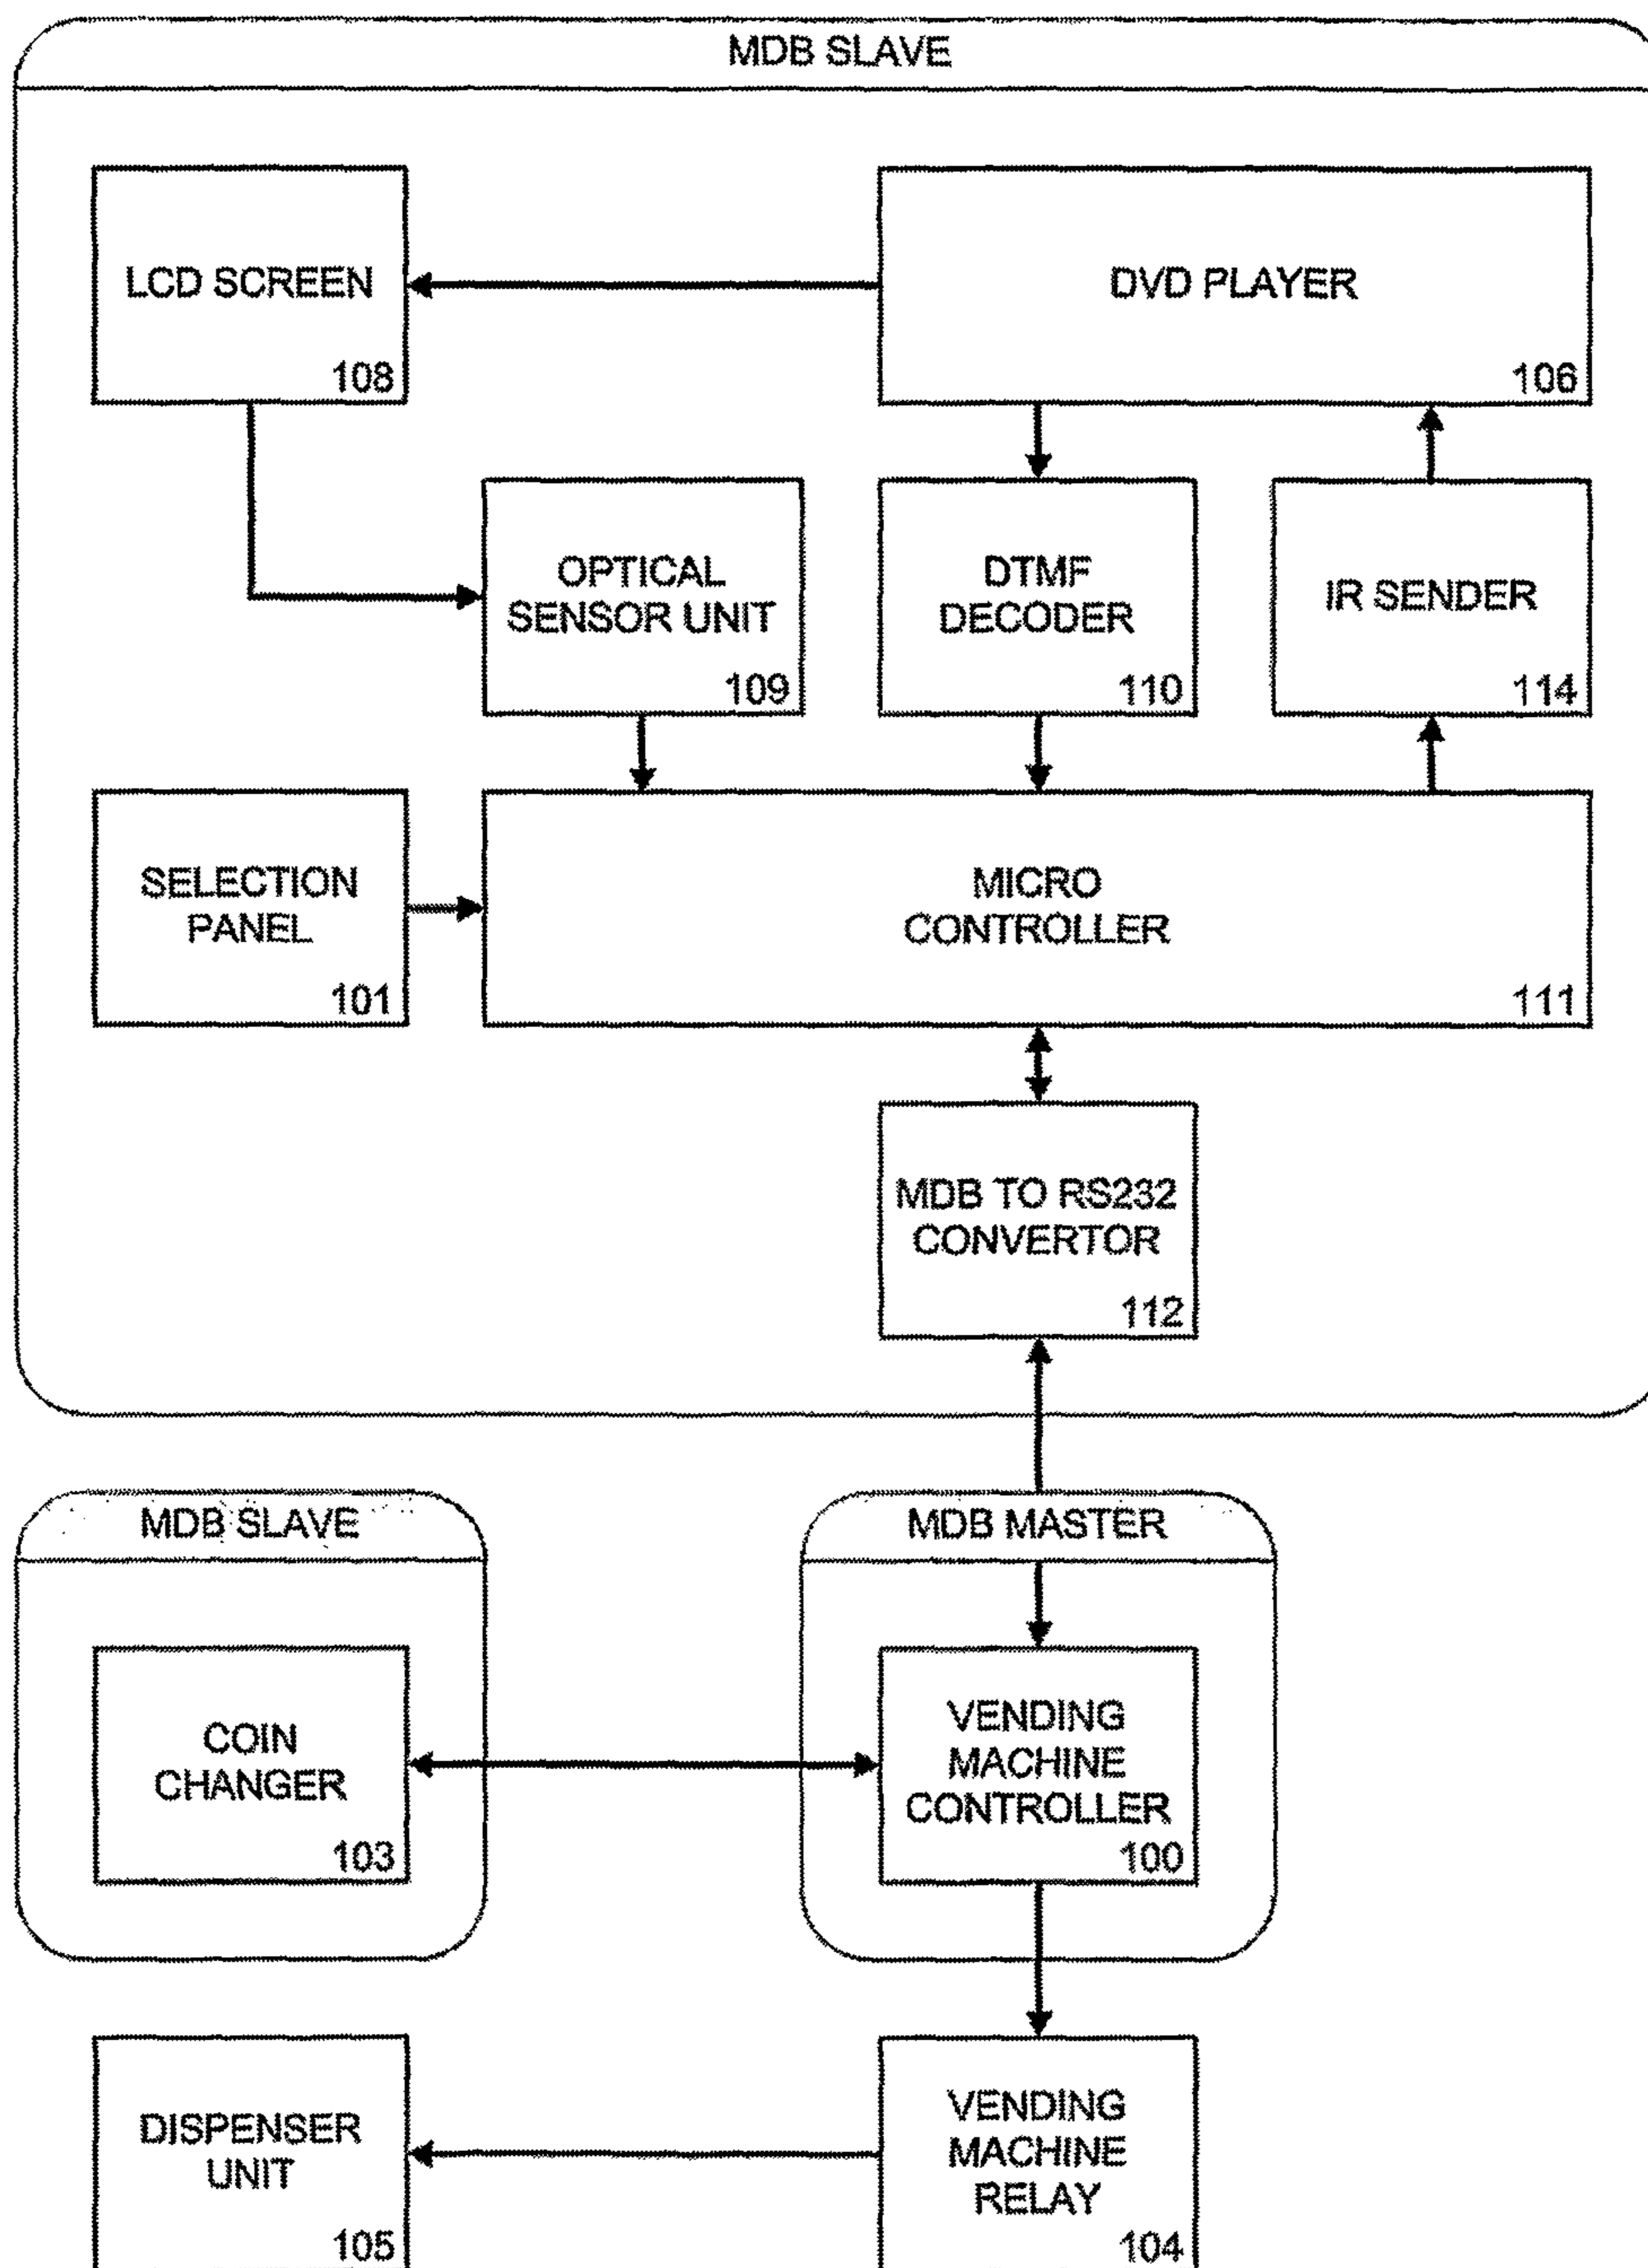 MDB SLAVE
LCD SCREEN
108
DVD PLAYER
106
OPTICAL
SENSOR UNIT
109
DTMF
DECODER
110
IR SENDER
114
SELECTION
PANEL
101
MICRO
CONTROLLER
111
MDB TO RS232
CONVERTOR
112
MDB SLAVE
COIN
CHANGER
103
MDB MASTER
VENDING
MACHINE
CONTROLLER
100
DISPENSER
UNIT
105
VENDING
MACHINE
RELAY
104